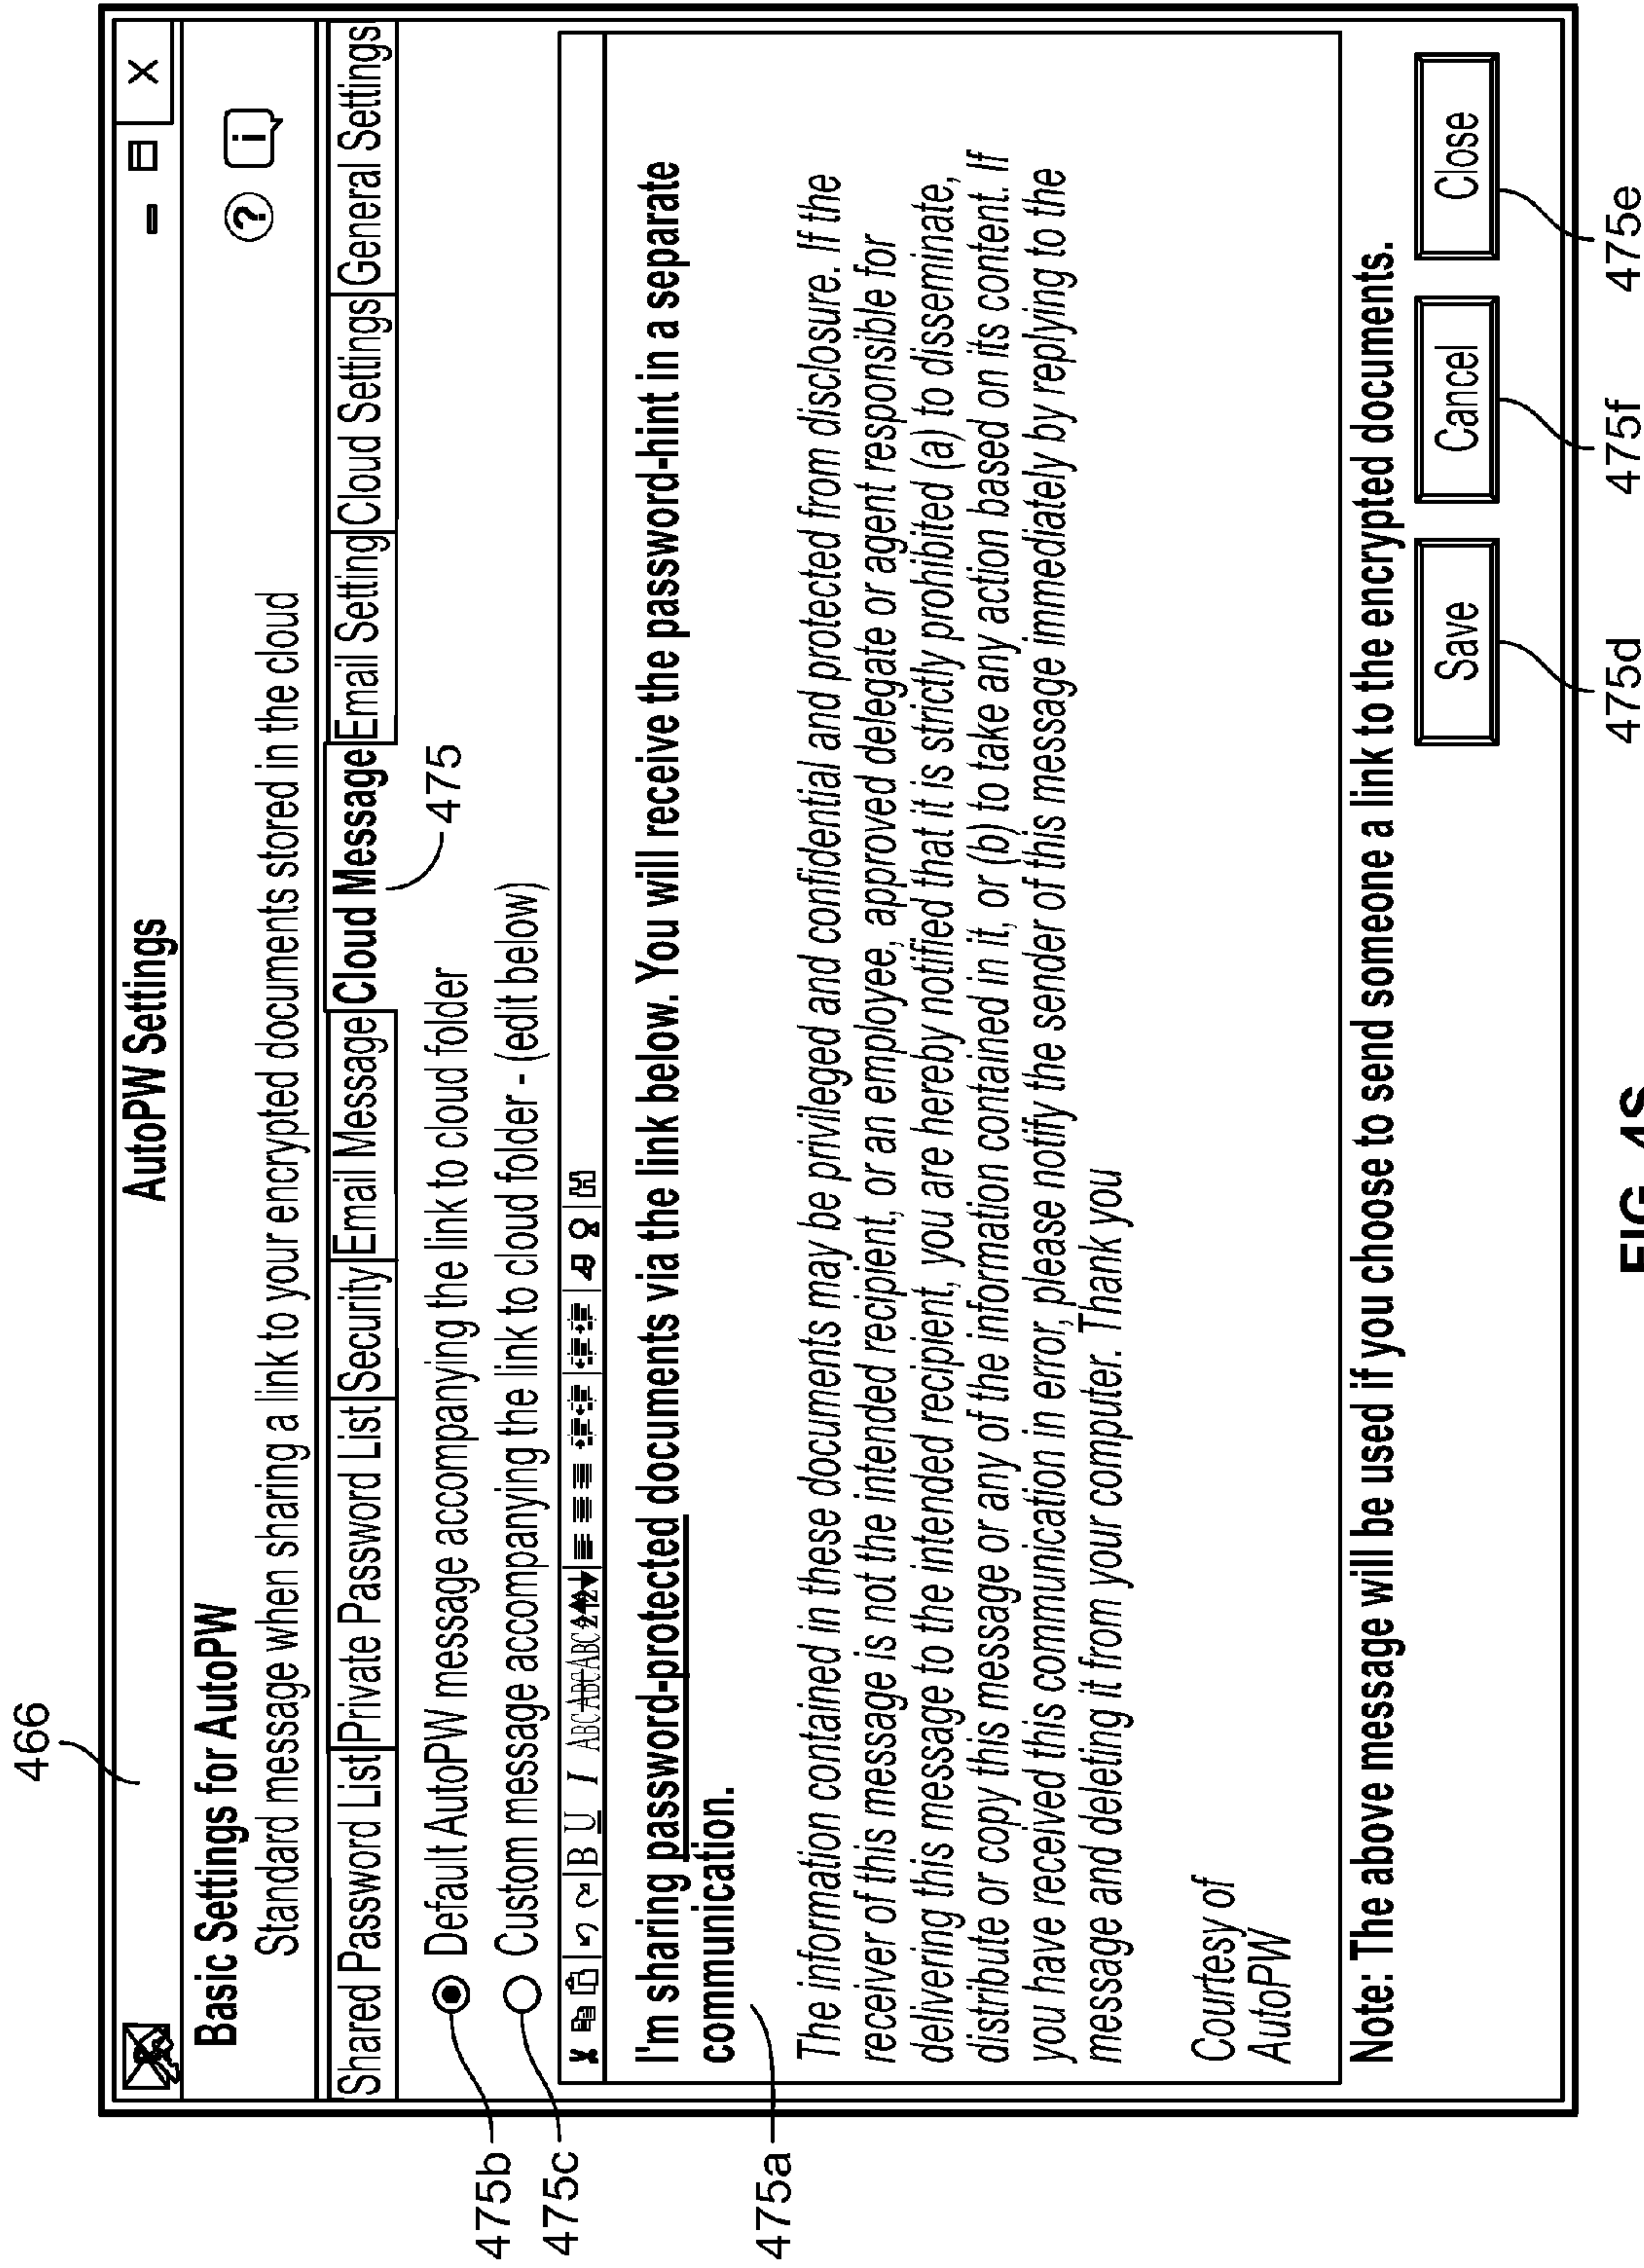 466
AutoPW Settings
X
Basic Settings for AutoPW
Standard message when sharing a link to your encrypted documents stored in the cloud
? i
Shared Password List Private Password List Security Email Message Cloud Message Email Setting Cloud Settings General Settings
475
475b
Default AutoPW message accompanying the link to cloud folder
475c
Custom message accompanying the link to cloud folder - (edit below)
B U I ABC ABC ABC
I'm sharing password-protected documents via the link below. You will receive the password-hint in a separate
communication.
475a
The information contained in these documents may be privileged and confidential and protected from disclosure. If the
receiver of this message is not the intended recipient, or an employee, approved delegate or agent responsible for
delivering this message to the intended recipient, you are hereby notified that it is strictly prohibited (a) to disseminate,
distribute or copy this message or any of the information contained in it, or (b) to take any action based on its content. If
you have received this communication in error, please notify the sender of this message immediately by replying to the
message and deleting it from your computer. Thank you
Courtesy of
AutoPW
Note: The above message will be used if you choose to send someone a link to the encrypted documents.
Save Cancel Close
475d 475f 475e
FIG. 4S